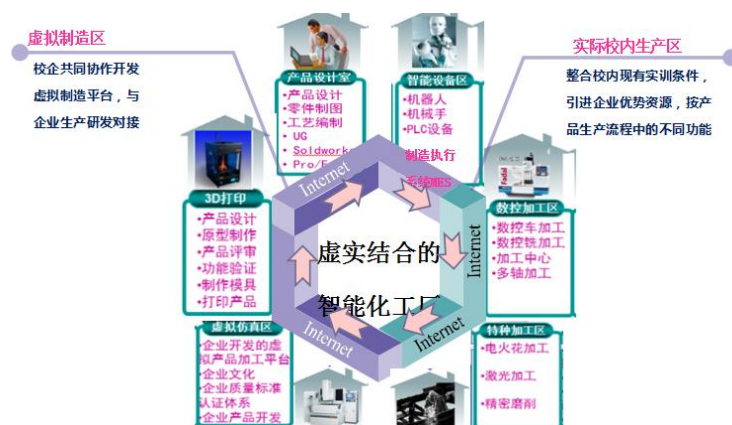 虚拟制造区
校企共同协作开发
虚拟制造平台，与
企业生产研发对接
实际校内生产区
整合校内现有实训条件，
引进企业优势资源，按产
品生产流程中的不同功能
产品设计室
•产品设计
•零件制图
•工艺编制
• UG
• Soldworks
• Pro/E
智能设备区
•机器人
•机械手
•PLC设备
制造执行
系统MES
3D打印
•产品设计
•原型制作
•产品评审
•功能验证
•制作模具
•打印产品
数控加工区
•数控车加工
•数控铣加工
•加工中心
•多轴加工
Internet
Internet
Internet
Internet
虚实结合的
智能化工厂
虚拟仿真区
•企业开发的虚
拟产品加工平台
•企业文化
•企业质量标准
认证体系
•企业产品开发
特种加工区
•电火花加工
•激光加工
•精密磨削